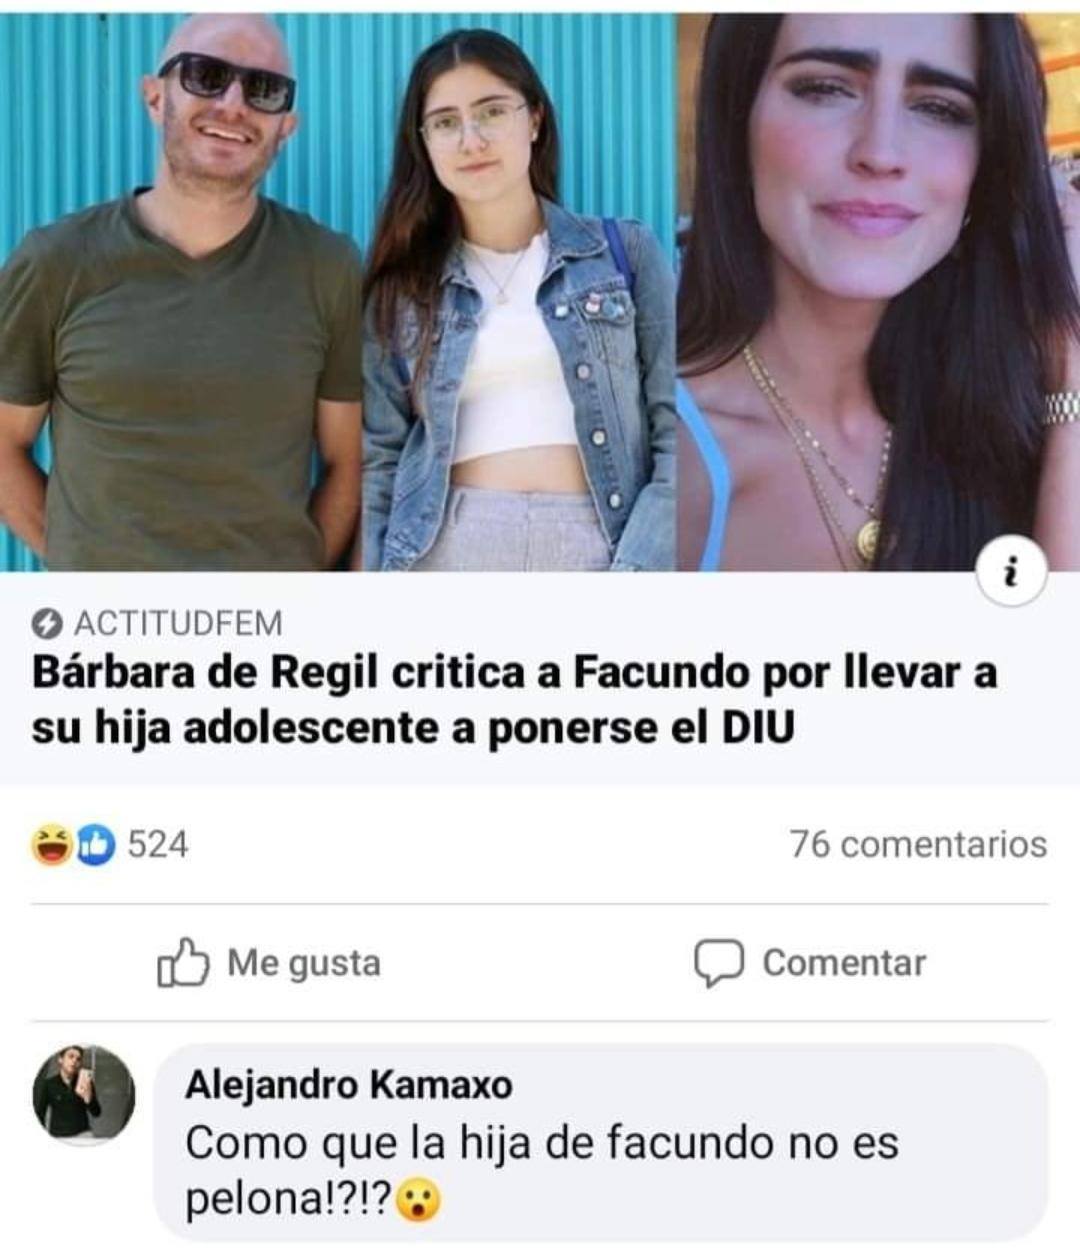 ACTITUDFEM
Bárbara de Regil critica a Facundo por llevar a
su hija adolescente a ponerse el DIU
524
76 comentarios
Me gusta
Comentar
Alejandro Kamaxo
Como que la hija de facundo no es
pelona!?!?😮